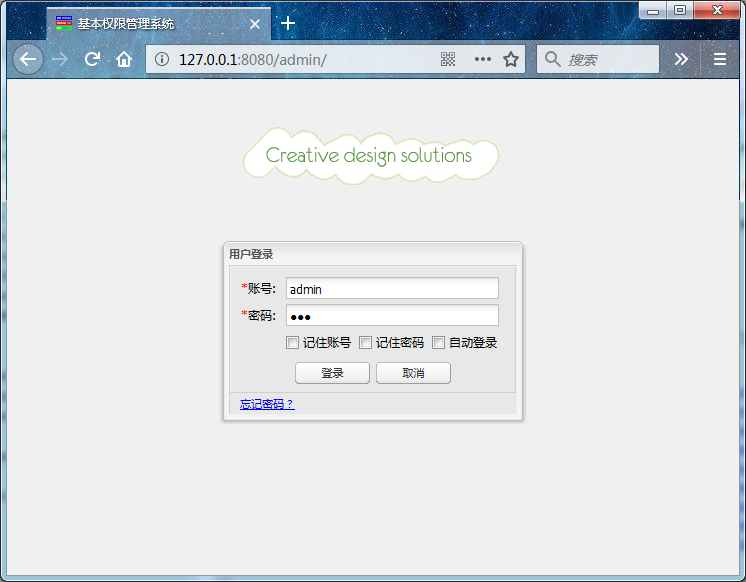 基本权限管理系统
127.0.0.1:8080/admin/
搜索
Creative design solutions
用户登录
*账号: admin
*密码: ●●●
记住账号 记住密码 自动登录
登录 取消
忘记密码？